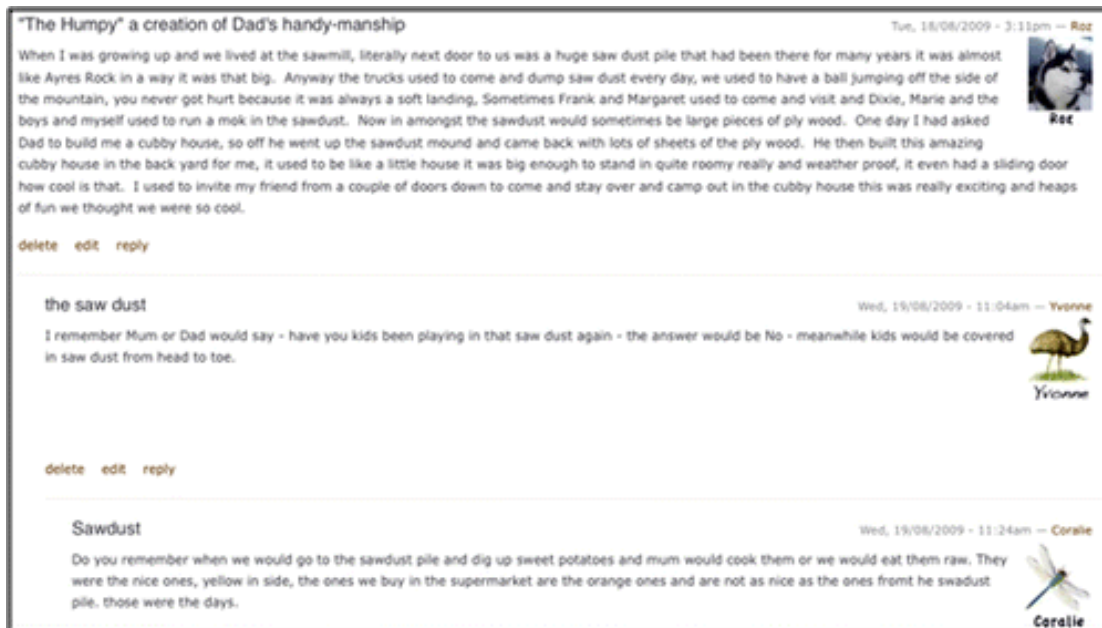 "The Humpy" a creation of Dad's handy-manship
Tue, 18/08/2009 - 3:11pm — Roz
When I was growing up and we lived at the sawmill, literally next door to us was a huge saw dust pile that had been there for many years it was almost
like Ayres Rock in a way it was that big. Anyway the trucks used to come and dump saw dust every day, we used to have a ball jumping off the side of
the mountain, you never got hurt because it was always a soft landing, Sometimes Frank and Margaret used to come and visit and Dixie, Marie and the
boys and myself used to run a mok in the sawdust. Now in amongst the sawdust would sometimes be large pieces of ply wood. One day I had asked
Roz
Dad to build me a cubby house, so off he went up the sawdust mound and came back with lots of sheets of the ply wood. He then built this amazing
cubby house in the back yard for me, it used to be like a little house it was big enough to stand in quite roomy really and weather proof, it even had a sliding door
how cool is that. I used to invite my friend from a couple of doors down to come and stay over and camp out in the cubby house this was really exciting and heaps
of fun we thought we were so cool.
delete edit reply
the saw dust
Wed, 19/08/2009 - 11:04am — Yvonne
I remember Mum or Dad would say - have you kids been playing in that saw dust again - the answer would be No - meanwhile kids would be covered
in saw dust from head to toe.
Yvonne
delete edit reply
Sawdust
Wed, 19/08/2009 - 11:24am — Coralie
Do you remember when we would go to the sawdust pile and dig up sweet potatoes and mum would cook them or we would eat them raw. They
were the nice ones, yellow in side, the ones we buy in the supermarket are the orange ones and are not as nice as the ones fromt he swadust
pile. those were the days.
Coralie